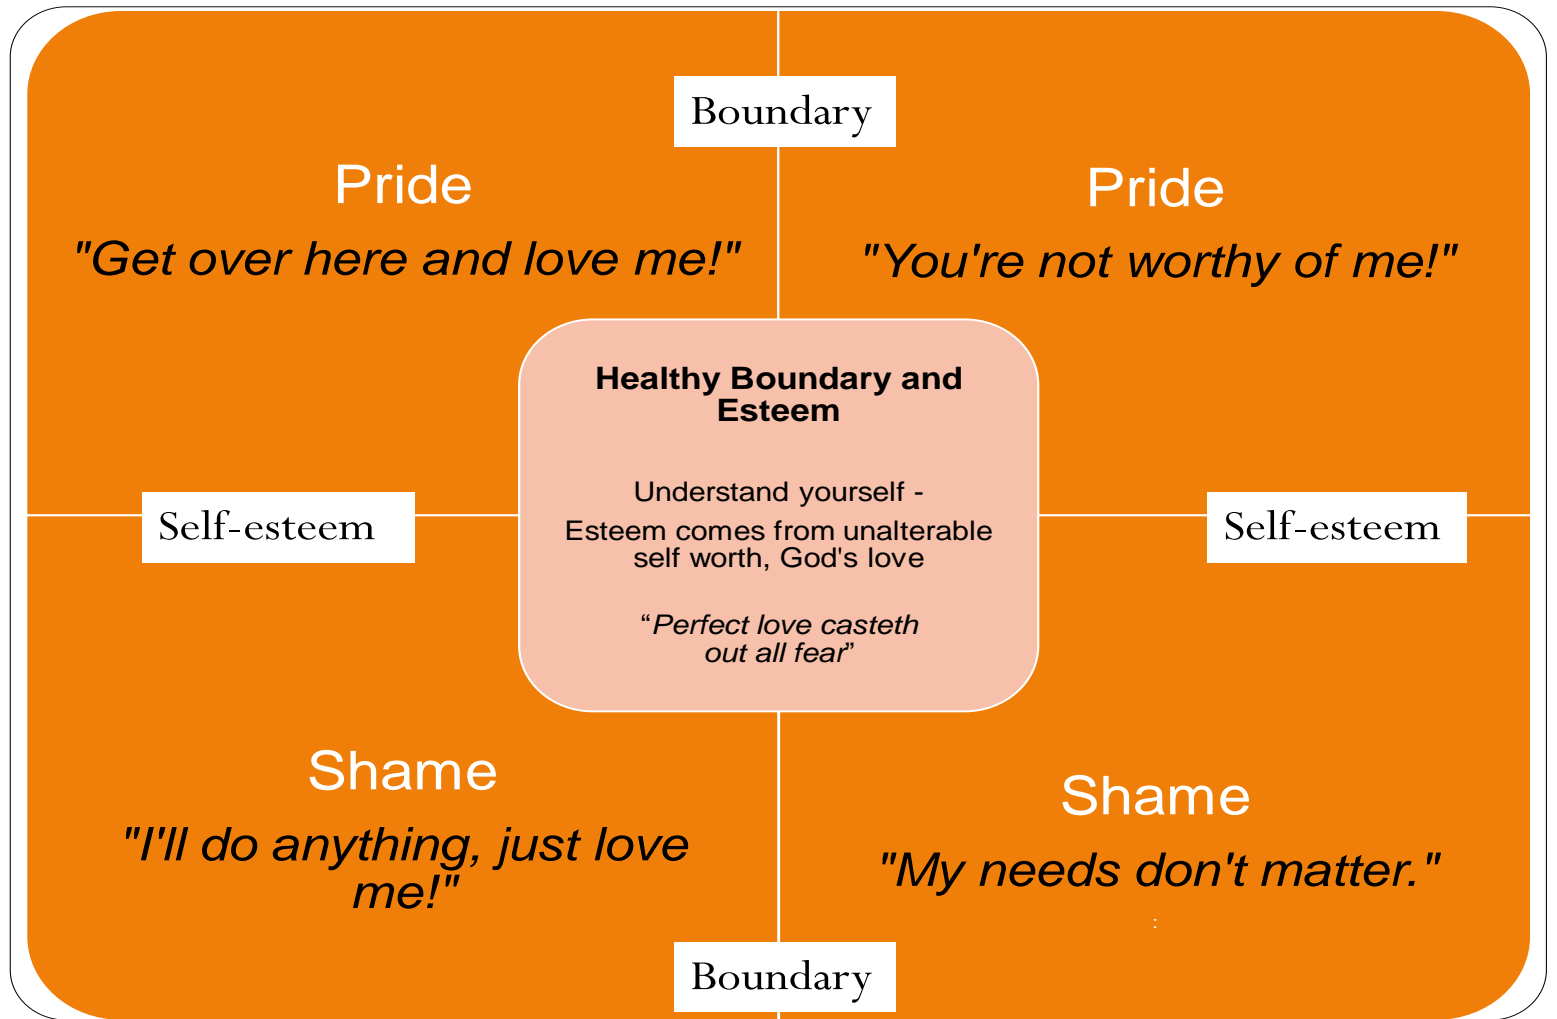 Boundary
Pride
"Get over here and love me!"
Pride
"You're not worthy of me!"
Healthy Boundary and
Esteem
Understand yourself -
Esteem comes from unalterable
self worth, God's love
“Perfect love casteth
out all fear”
Self-esteem
Self-esteem
Shame
"I'll do anything, just love
me!"
Shame
"My needs don't matter."
:
Boundary